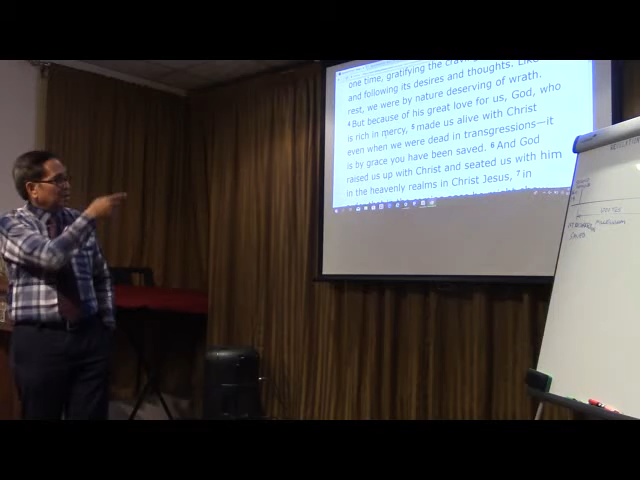 one time, gratifying the
and following its desires and thoughts. Like
rest, we were by nature deserving of wrath.
4 But because of his great love for us, God, who
is rich in mercy, 5 made us alive with Christ
even when we were dead in transgressions—it
is by grace you have been saved. 6 And God
raised us up with Christ and seated us with him
in the heavenly realms in Christ Jesus, 7 in